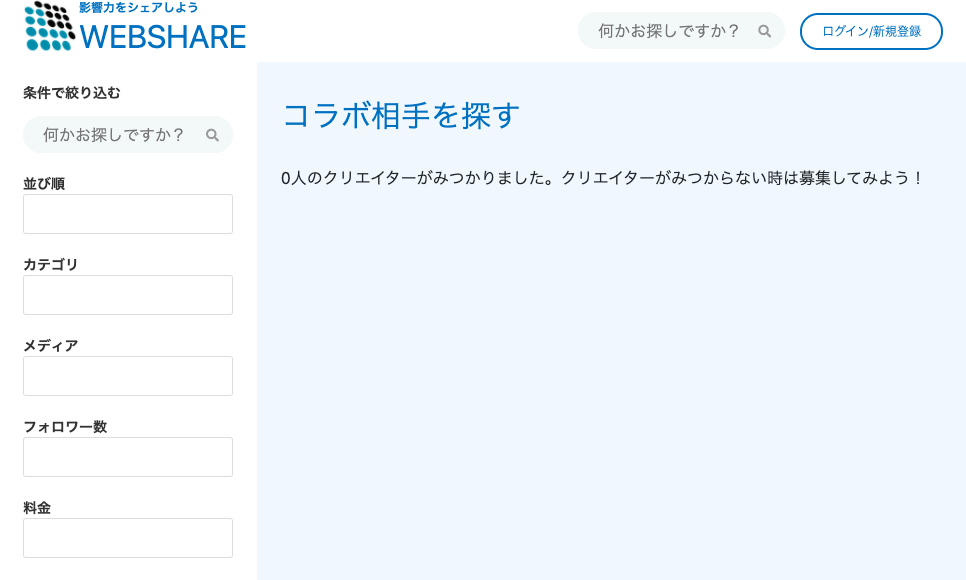 影響力をシェアしよう
WEBSHARE
何かお探しですか？
ログイン/新規登録
条件で絞り込む
何かお探しですか？
並び順
カテゴリ
メディア
フォロワー数
料金
コラボ相手を探す
0人のクリエイターがみつかりました。クリエイターがみつからない時は募集してみよう！